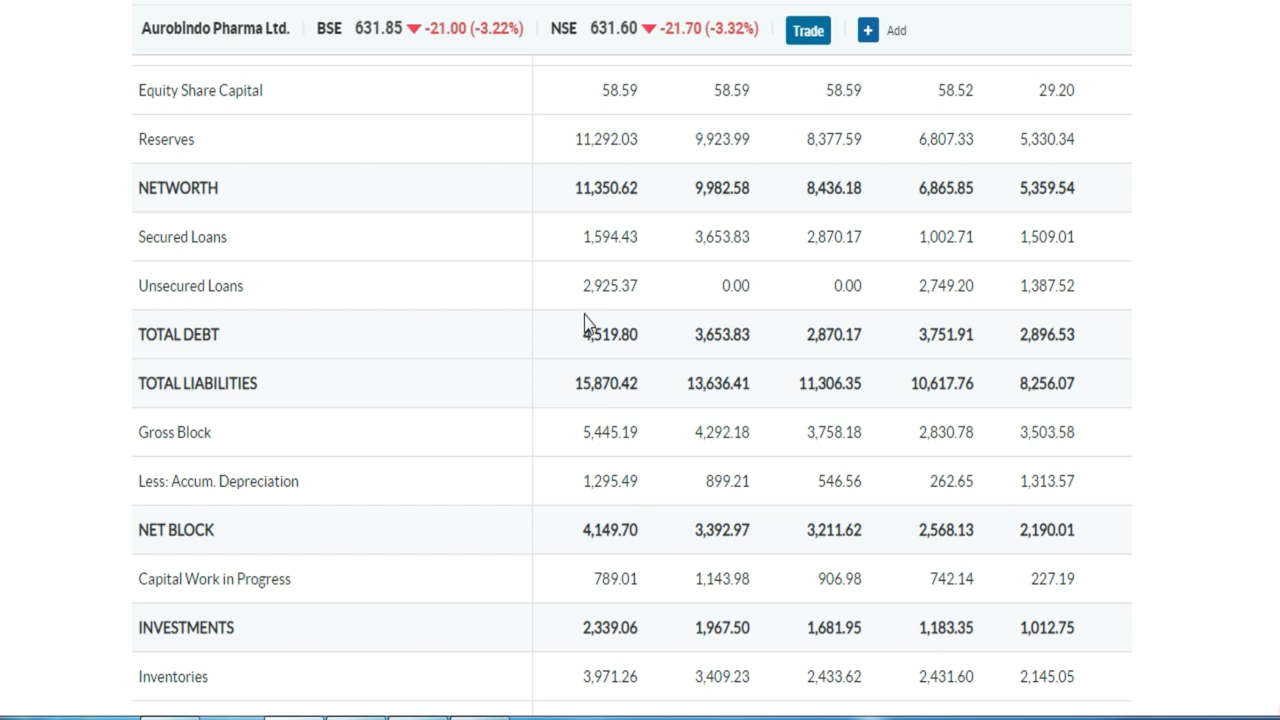 Aurobindo Pharma Ltd. BSE 631.85 -21.00 (-3.22%) NSE 631.60 -21.70 (-3.32%) Trade + Add
Equity Share Capital 58.59 58.59 58.59 58.52 29.20
Reserves 11,292.03 9,923.99 8,377.59 6,807.33 5,330.34
NETWORTH 11,350.62 9,982.58 8,436.18 6,865.85 5,359.54
Secured Loans 1,594.43 3,653.83 2,870.17 1,002.71 1,509.01
Unsecured Loans 2,925.37 0.00 0.00 2,749.20 1,387.52
TOTAL DEBT 4,519.80 3,653.83 2,870.17 3,751.91 2,896.53
TOTAL LIABILITIES 15,870.42 13,636.41 11,306.35 10,617.76 8,256.07
Gross Block 5,445.19 4,292.18 3,758.18 2,830.78 3,503.58
Less: Accum. Depreciation 1,295.49 899.21 546.56 262.65 1,313.57
NET BLOCK 4,149.70 3,392.97 3,211.62 2,568.13 2,190.01
Capital Work in Progress 789.01 1,143.98 906.98 742.14 227.19
INVESTMENTS 2,339.06 1,967.50 1,681.95 1,183.35 1,012.75
Inventories 3,971.26 3,409.23 2,433.62 2,431.60 2,145.05